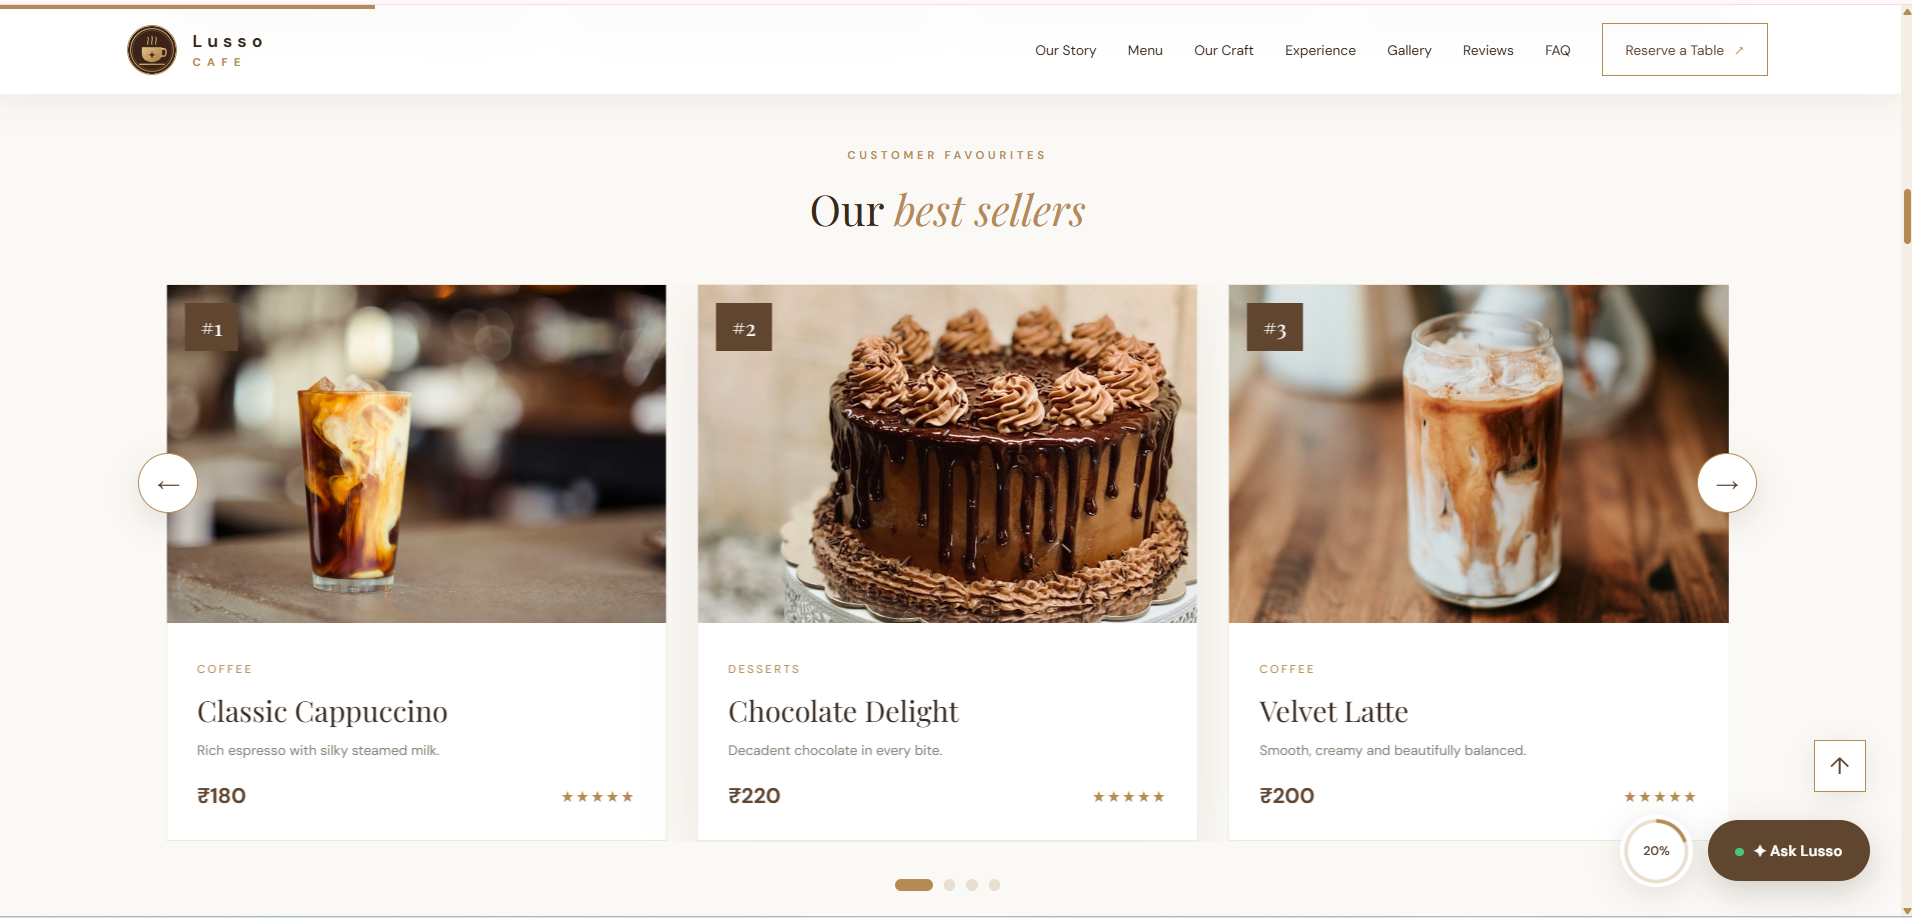 Lusso
CAFE
Our Story
Menu
Our Craft
Experience
Gallery
Reviews
FAQ
Reserve a Table ↗
CUSTOMER FAVOURITES
Our best sellers
#1
#2
#3
←
→
COFFEE
Classic Cappuccino
Rich espresso with silky steamed milk.
₹180
★★★★★
DESSERTS
Chocolate Delight
Decadent chocolate in every bite.
₹220
★★★★★
COFFEE
Velvet Latte
Smooth, creamy and beautifully balanced.
₹200
★★★★★
↑
20%
✦ Ask Lusso